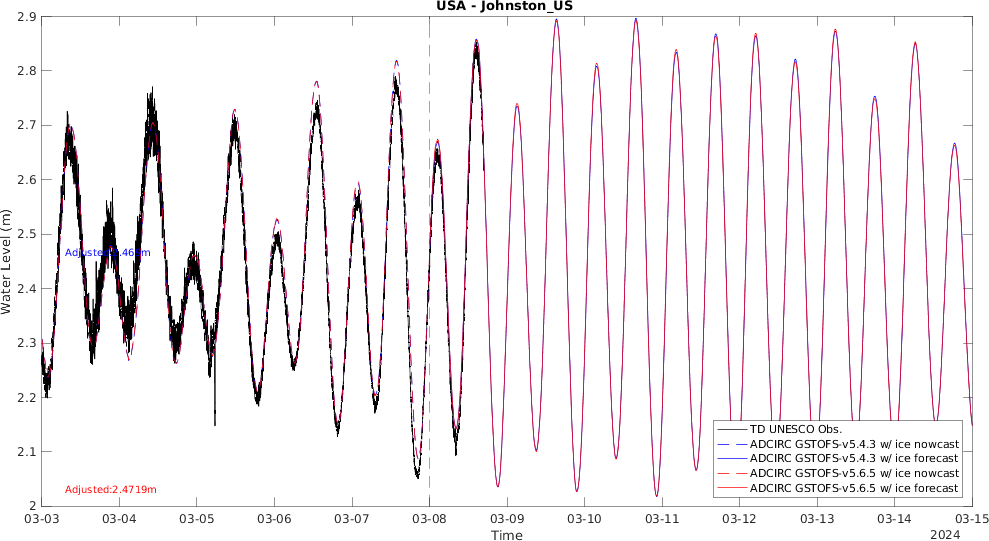 USA - Johnston_US
2.9
2.8
2.7
2.6
2.5
2.4
2.3
2.2
2.1
2
Water Level (m)
Adjusted:2.4719m
TD UNESCO Obs.
ADCIRC GSTOFS-v5.4.3 w/ ice nowcast
ADCIRC GSTOFS-v5.4.3 w/ ice forecast
ADCIRC GSTOFS-v5.6.5 w/ ice nowcast
ADCIRC GSTOFS-v5.6.5 w/ ice forecast
03-03 03-04 03-05 03-06 03-07 03-08 03-09 03-10 03-11 03-12 03-13 03-14 03-15
Time
2024